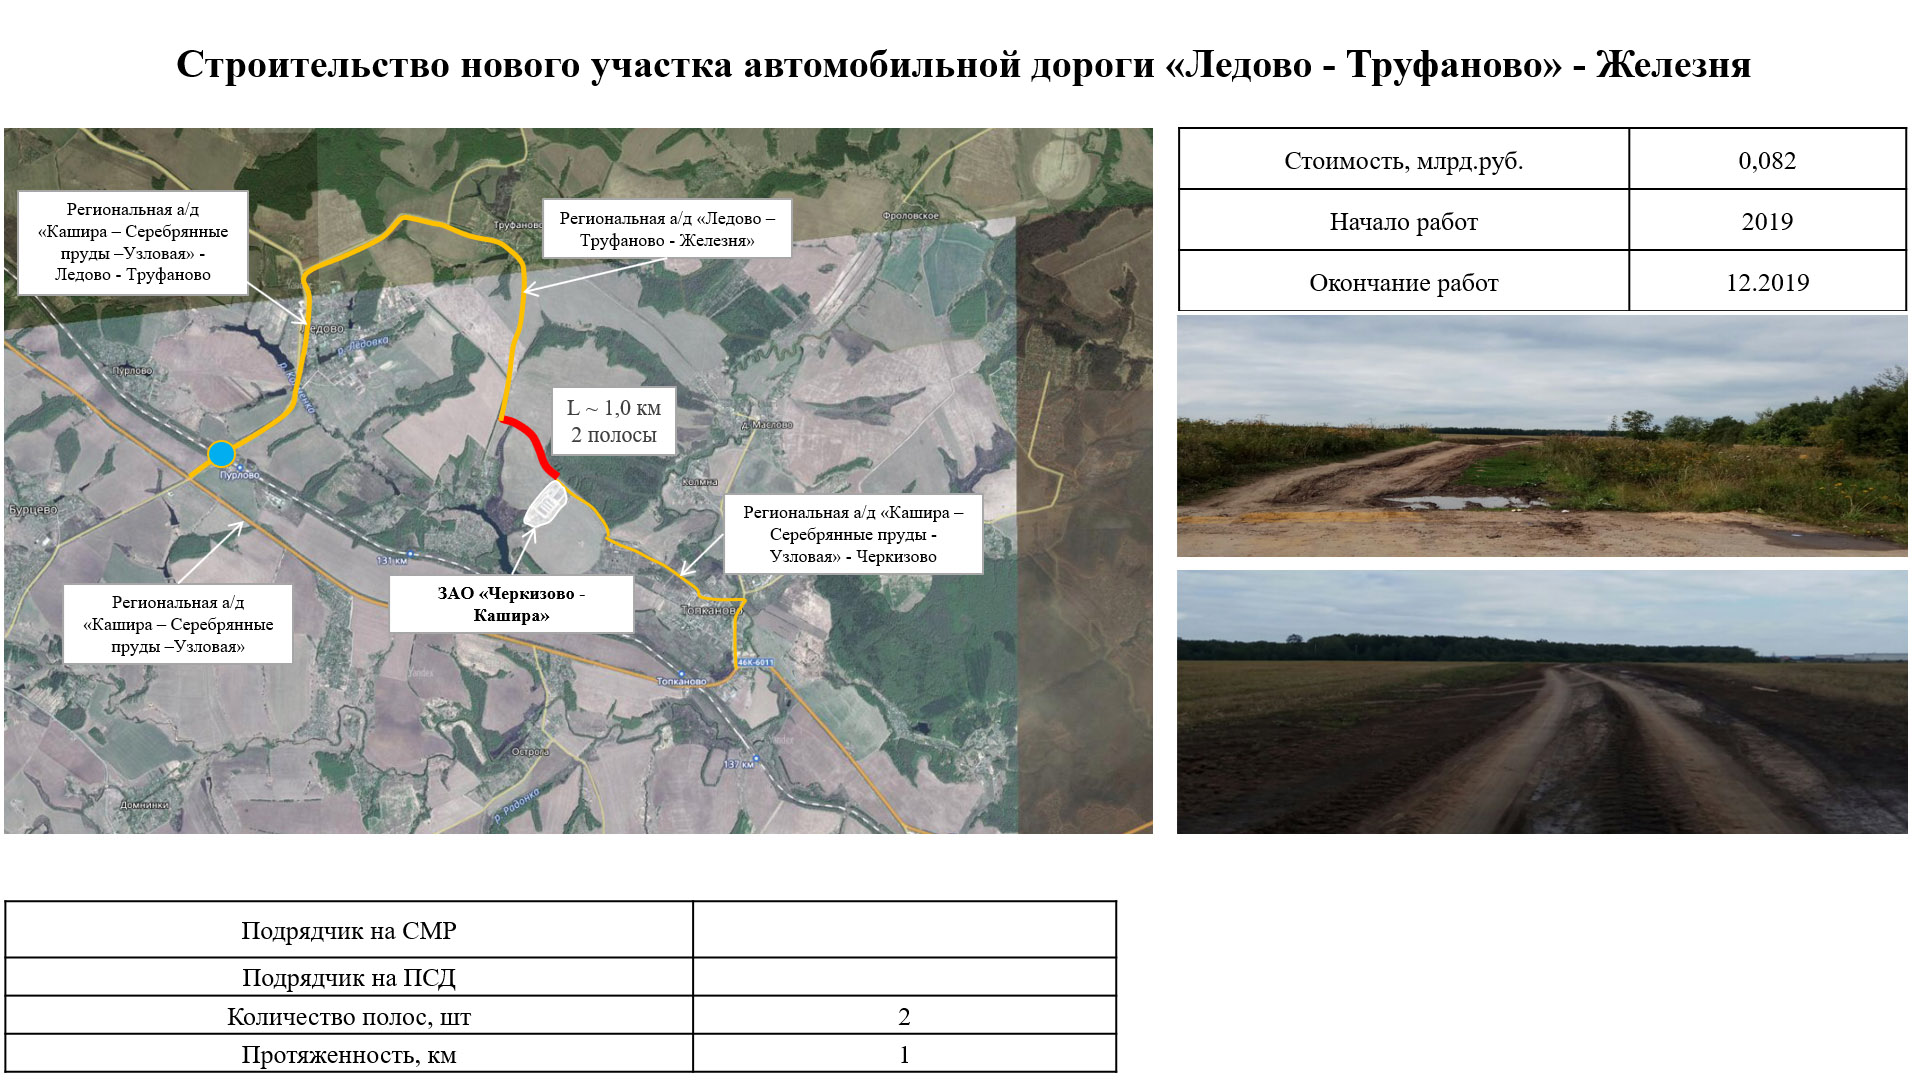 Строительство нового участка автомобильной дороги «Ледово - Труфаново» - Железня
Региональная а/д
«Кашира – Серебрянные
пруды –Узловая» -
Ледово - Труфаново
Региональная а/д «Ледово –
Труфаново - Железня»
Труфаново
Фроловское
Ледово
р. Ледовка
Пурлово
L ~ 1,0 км
2 полосы
д. Маслово
Пурлово
Колмна
Бурцево
Региональная а/д «Кашира –
Серебрянные пруды -
Узловая» - Черкизово
131 км
ЗАО «Черкизово -
Кашира»
Региональная а/д
«Кашира – Серебрянные
пруды –Узловая»
Топканово
46К-6011
Топканово
Yandex
Yandex
Острога
137 км
Домнинки
р. Радонка
Стоимость, млрд.руб.	0,082
Начало работ	2019
Окончание работ	12.2019
Подрядчик на СМР
Подрядчик на ПСД
Количество полос, шт	2
Протяженность, км	1